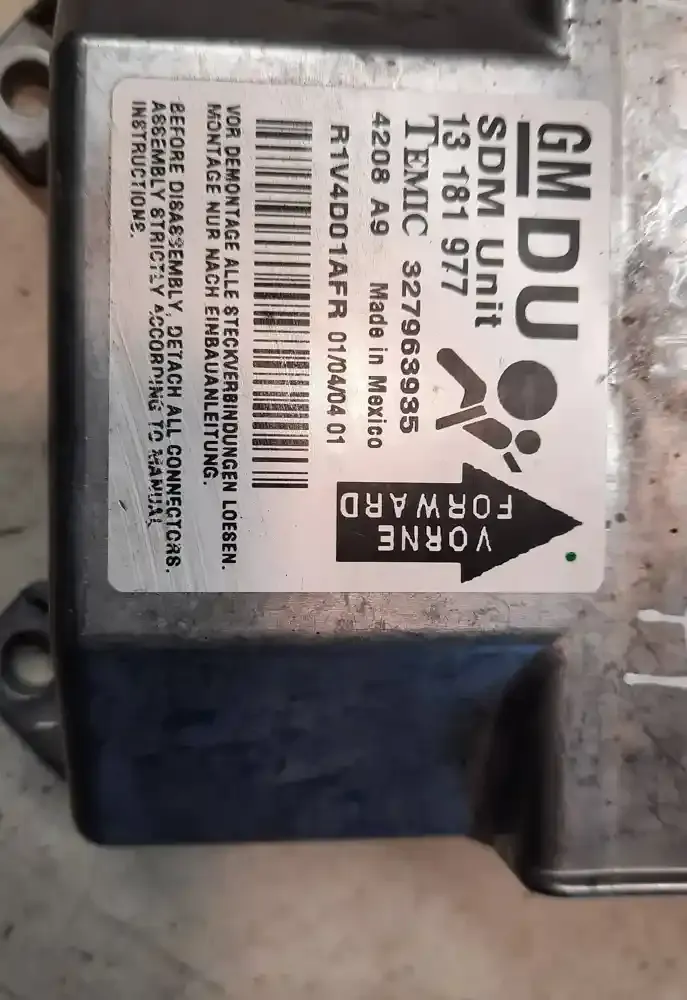 GM DU
SDM Unit
13 181 977
TEMIC 327963935
4208 A9 Made in Mexico
R1V4D01AFR 01/04/04 01
VORNE
FORWARD
VOR DEMONTAGE ALLE STECKVERBINDUNGEN LOESEN.
MONTAGE NUR NACH EINBAUANLEITUNG.
BEFORE DISASSEMBLY, DETACH ALL CONNECTORS.
ASSEMBLY STRICTLY ACCORDING TO MANUAL
INSTRUCTIONS.